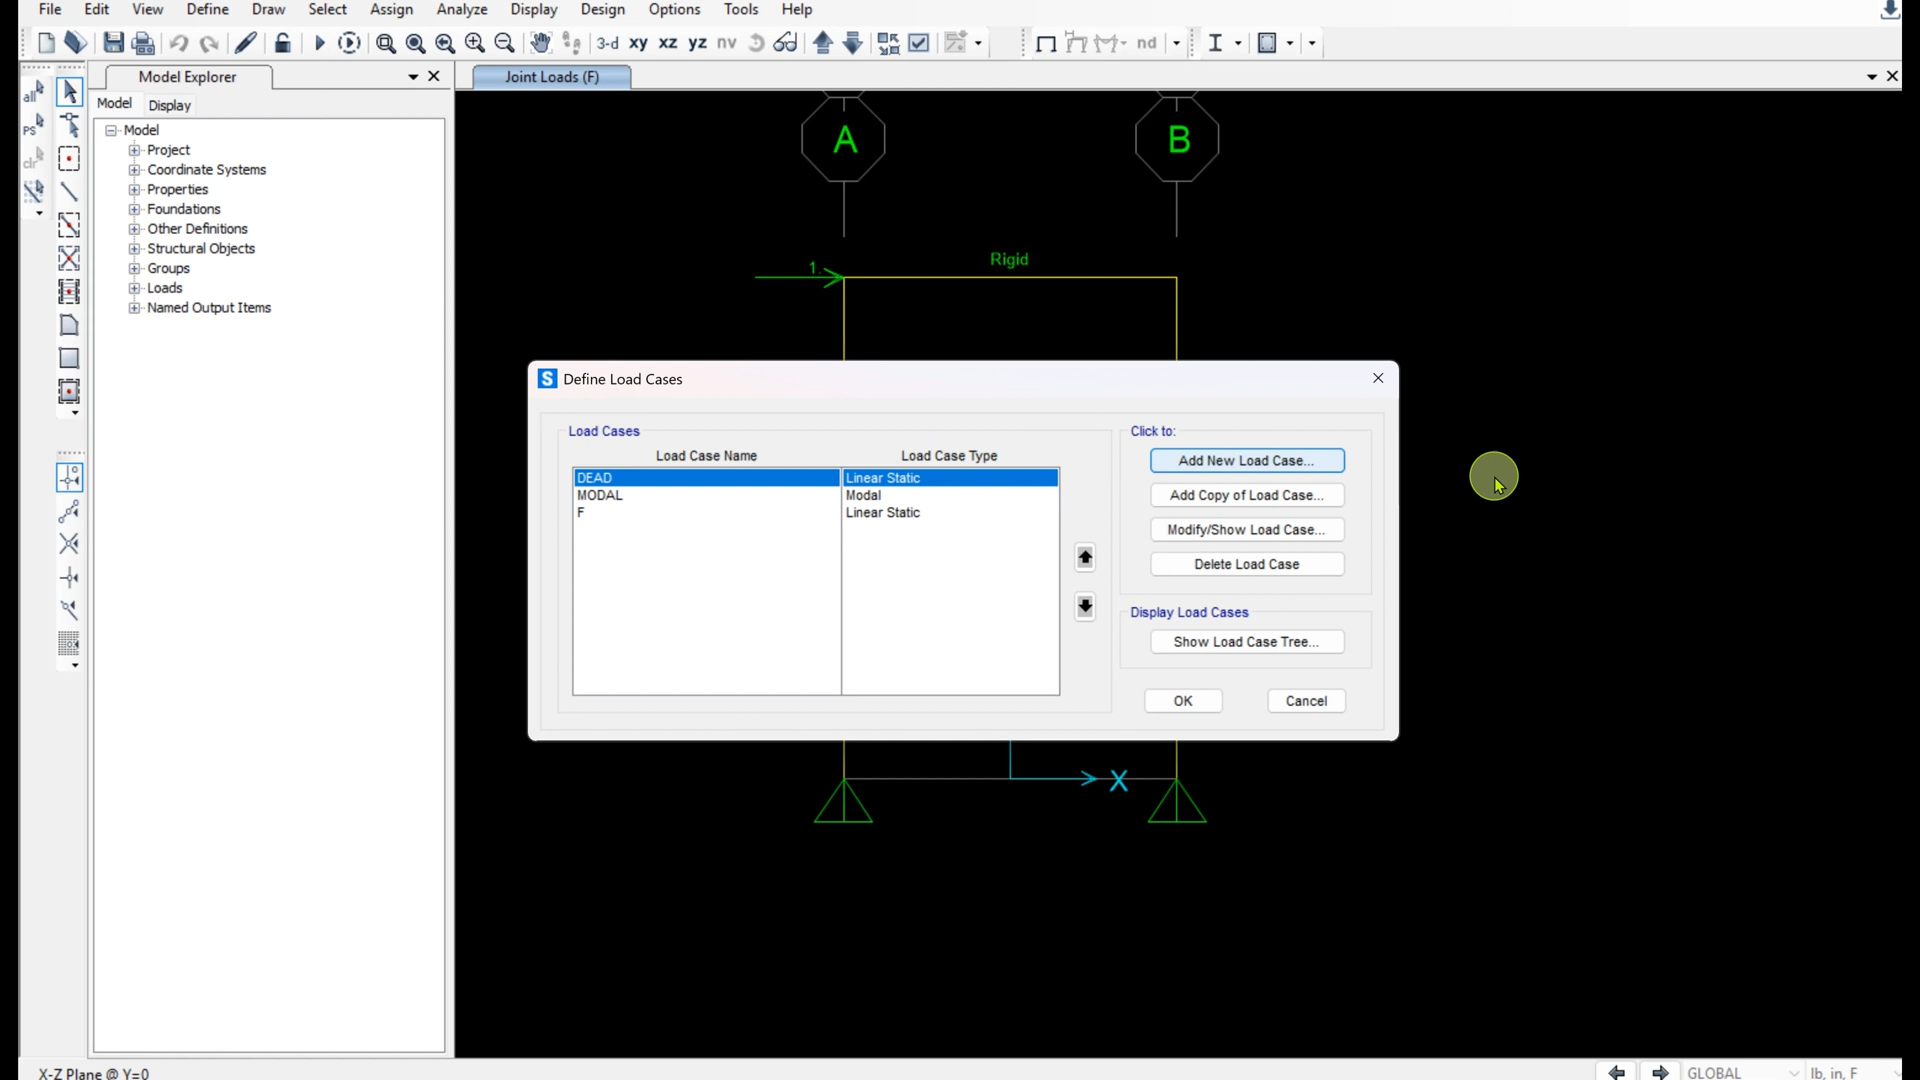 File Edit View Define Draw Select Assign Analyze Display Design Options Tools Help
3-d xy xz yz nv nd
all
PS
clr
Model Explorer
Model Display
Model
Project
Coordinate Systems
Properties
Foundations
Other Definitions
Structural Objects
Groups
Loads
Named Output Items
Joint Loads (F)
A B
Rigid
1.
S Define Load Cases
Load Cases
Load Case Name Load Case Type
DEAD Linear Static
MODAL Modal
F Linear Static
Click to:
Add New Load Case...
Add Copy of Load Case...
Modify/Show Load Case...
Delete Load Case
Display Load Cases
Show Load Case Tree...
OK Cancel
X
X-Z Plane @ Y=0
GLOBAL lb, in, F